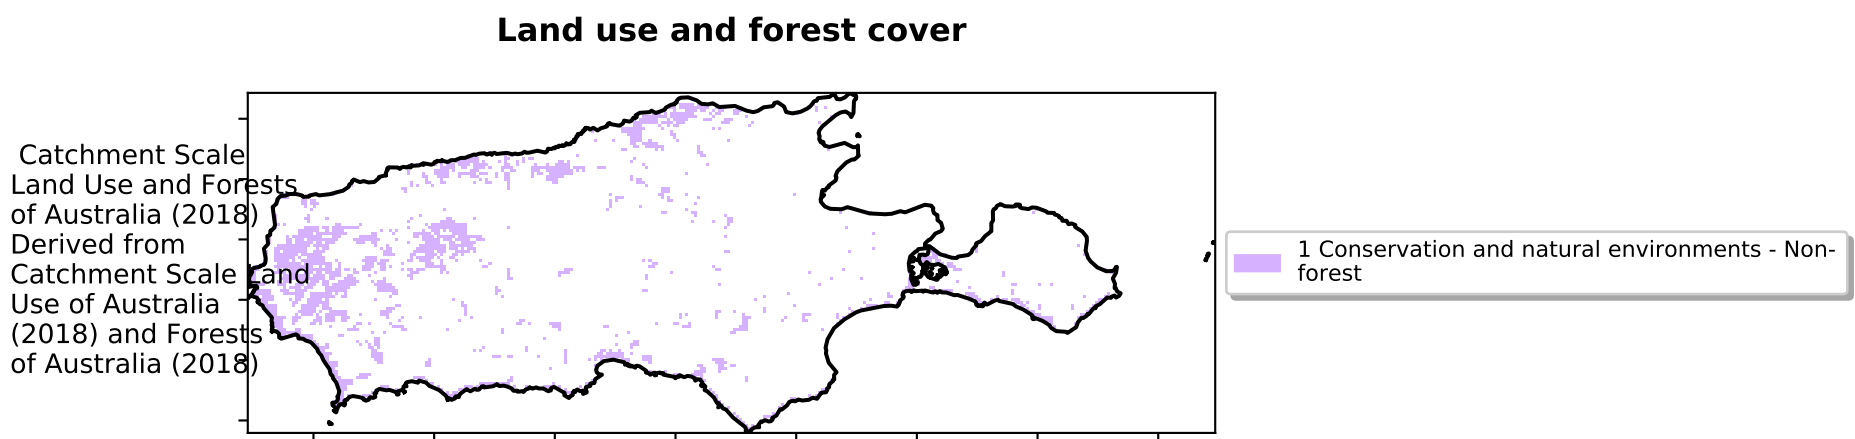 Land use and forest cover
Catchment Scale
Land Use and Forests
of Australia (2018)
Derived from
Catchment Scale Land
Use of Australia
(2018) and Forests
of Australia (2018)
1 Conservation and natural environments - Non-
forest